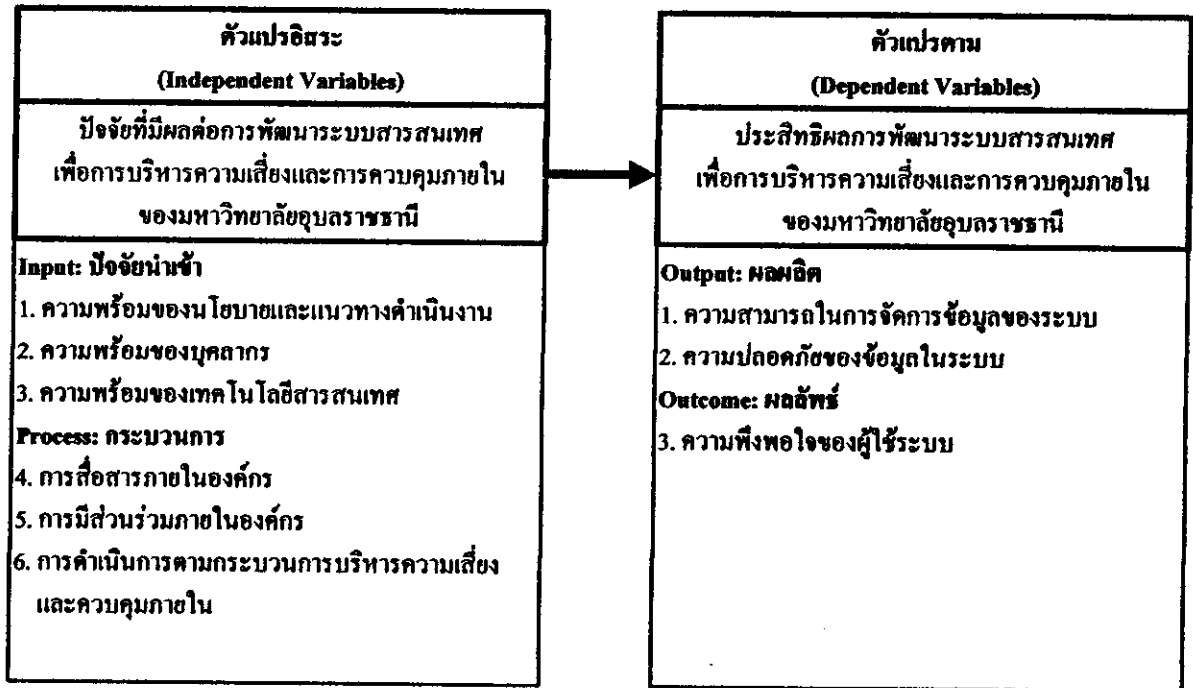 ตัวแปรอิสระ
(Independent Variables)
ปัจจัยที่มีผลต่อการพัฒนาระบบสารสนเทศ
เพื่อการบริหารความเสี่ยงและการควบคุมภายใน
ของมหาวิทยาลัยอุบลราชธานี
Input: ปัจจัยนำเข้า
1. ความพร้อมของนโยบายและแนวทางดำเนินงาน
2. ความพร้อมของบุคลากร
3. ความพร้อมของเทคโนโลยีสารสนเทศ
Process: กระบวนการ
4. การสื่อสารภายในองค์กร
5. การมีส่วนร่วมภายในองค์กร
6. การดำเนินการตามกระบวนการบริหารความเสี่ยง
และควบคุมภายใน
ตัวแปรตาม
(Dependent Variables)
ประสิทธิผลการพัฒนาระบบสารสนเทศ
เพื่อการบริหารความเสี่ยงและการควบคุมภายใน
ของมหาวิทยาลัยอุบลราชธานี
Output: ผลผลิต
1. ความสามารถในการจัดการข้อมูลของระบบ
2. ความปลอดภัยของข้อมูลในระบบ
Outcome: ผลลัพธ์
3. ความพึงพอใจของผู้ใช้ระบบ